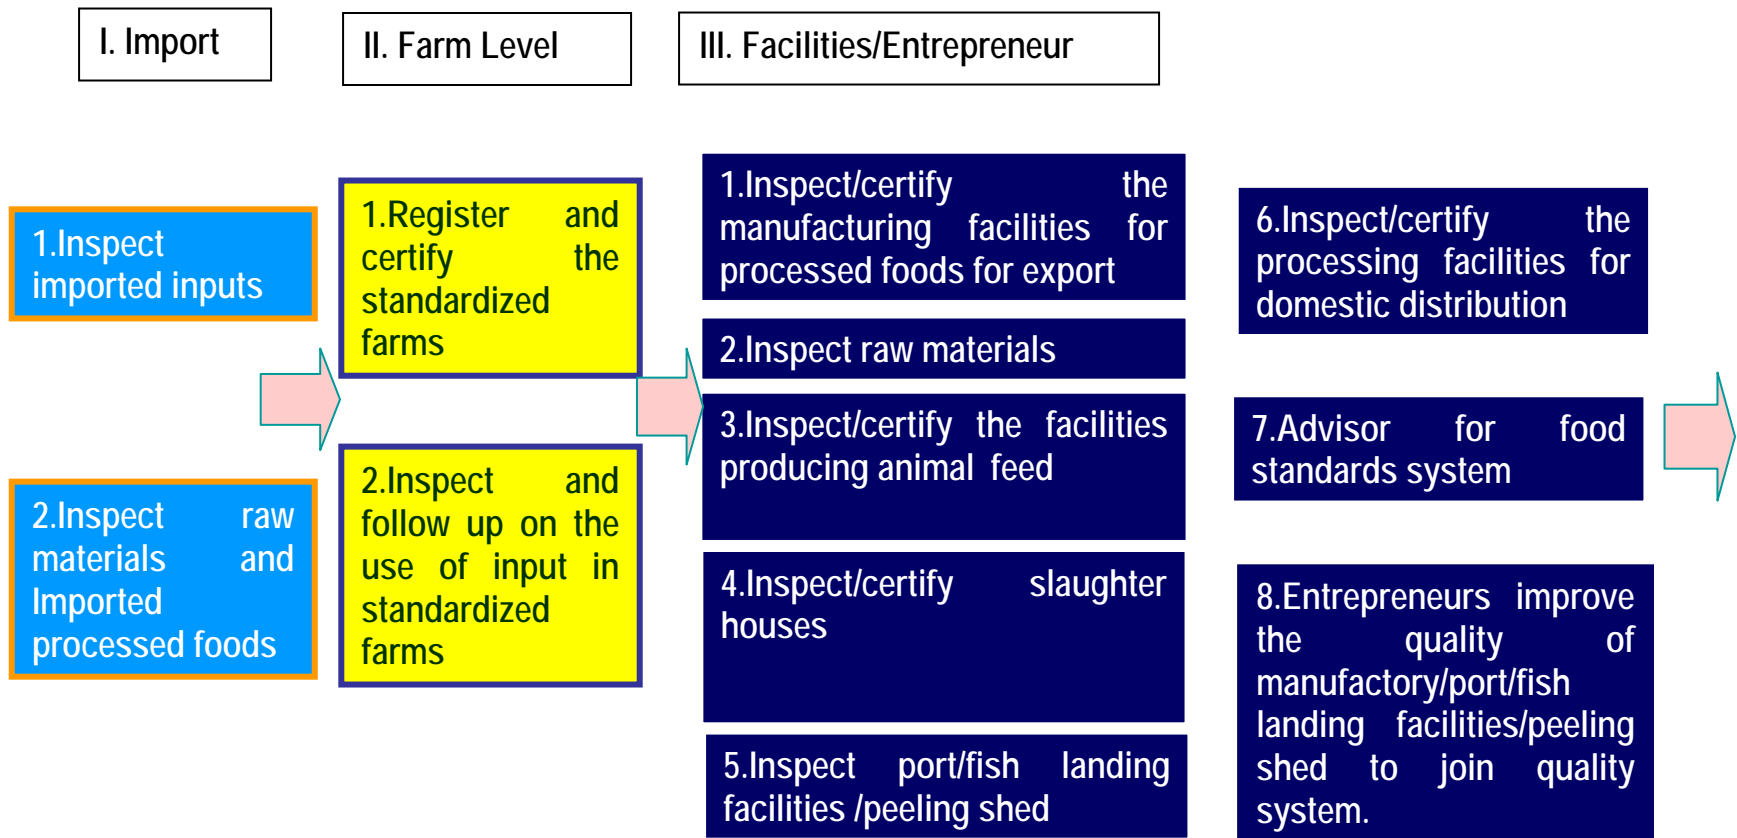 I. Import
II. Farm Level
III. Facilities/Entrepreneur
1.Inspect
imported inputs
2.Inspect raw
materials and
Imported
processed foods
1.Register and
certify the
standardized
farms
2.Inspect and
follow up on the
use of input in
standardized
farms
1.Inspect/certify the
manufacturing facilities for
processed foods for export
2.Inspect raw materials
3.Inspect/certify the facilities
producing animal feed
4.Inspect/certify slaughter
houses
5.Inspect port/fish landing
facilities /peeling shed
6.Inspect/certify the
processing facilities for
domestic distribution
7.Advisor for food
standards system
8.Entrepreneurs improve
the quality of
manufactory/port/fish
landing facilities/peeling
shed to join quality
system.